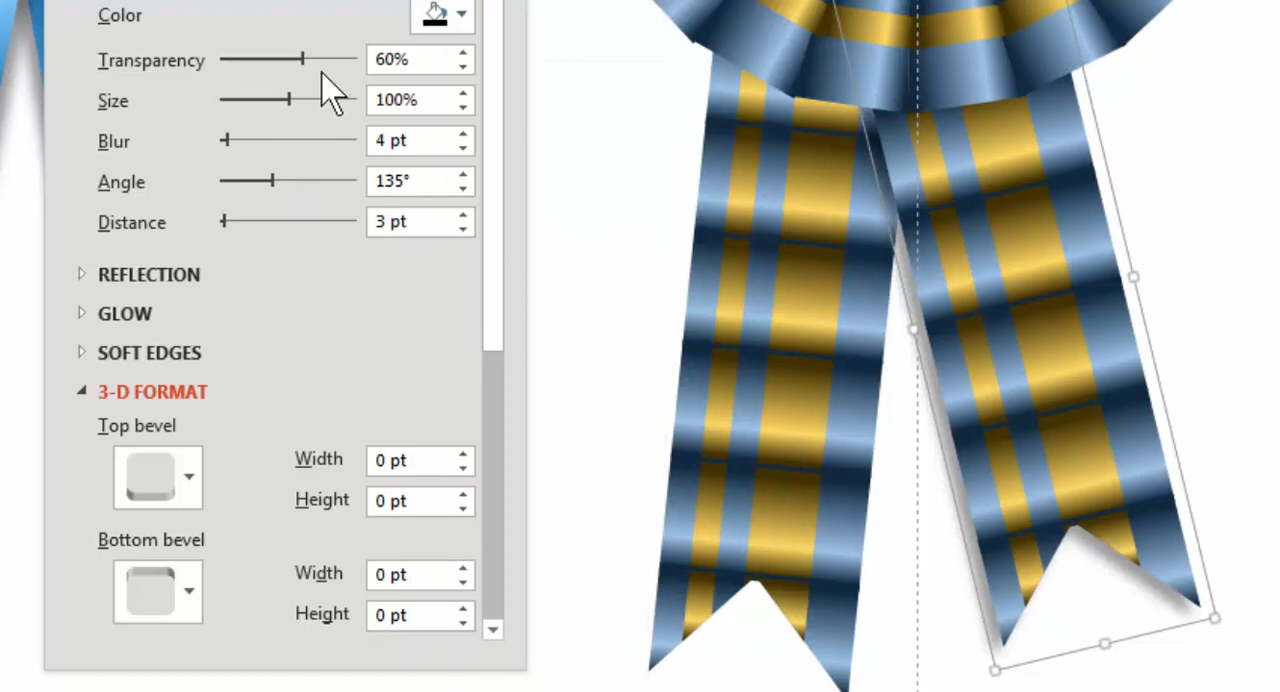 Color
Transparency 60%
Size 100%
Blur 4 pt
Angle 135°
Distance 3 pt
REFLECTION
GLOW
SOFT EDGES
3-D FORMAT
Top bevel
Width 0 pt
Height 0 pt
Bottom bevel
Width 0 pt
Height 0 pt